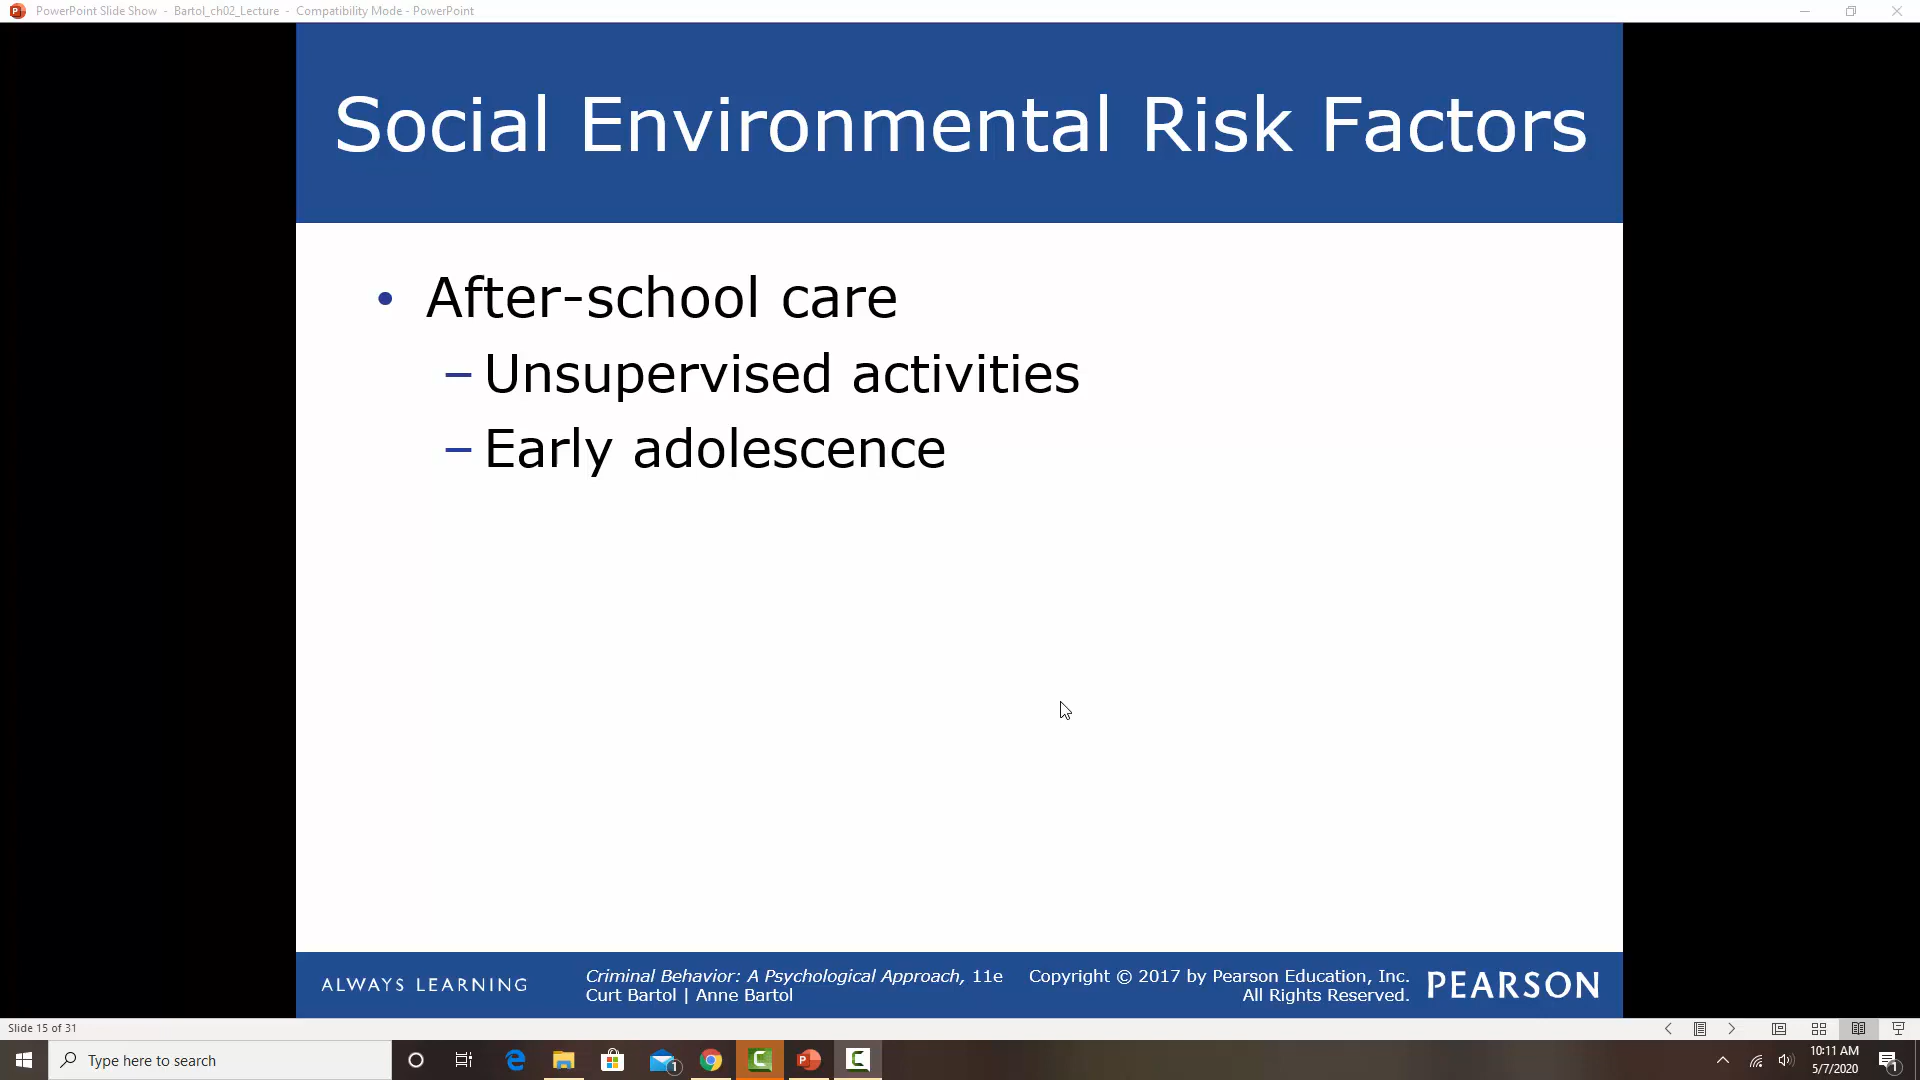 PowerPoint Slide Show - Bartol_ch02_Lecture - Compatibility Mode - PowerPoint
Social Environmental Risk Factors
• After-school care
– Unsupervised activities
– Early adolescence
ALWAYS LEARNING
Criminal Behavior: A Psychological Approach, 11e
Curt Bartol | Anne Bartol
Copyright © 2017 by Pearson Education, Inc.
All Rights Reserved.
PEARSON
Slide 15 of 31
Type here to search
1
10:11 AM
5/7/2020
1